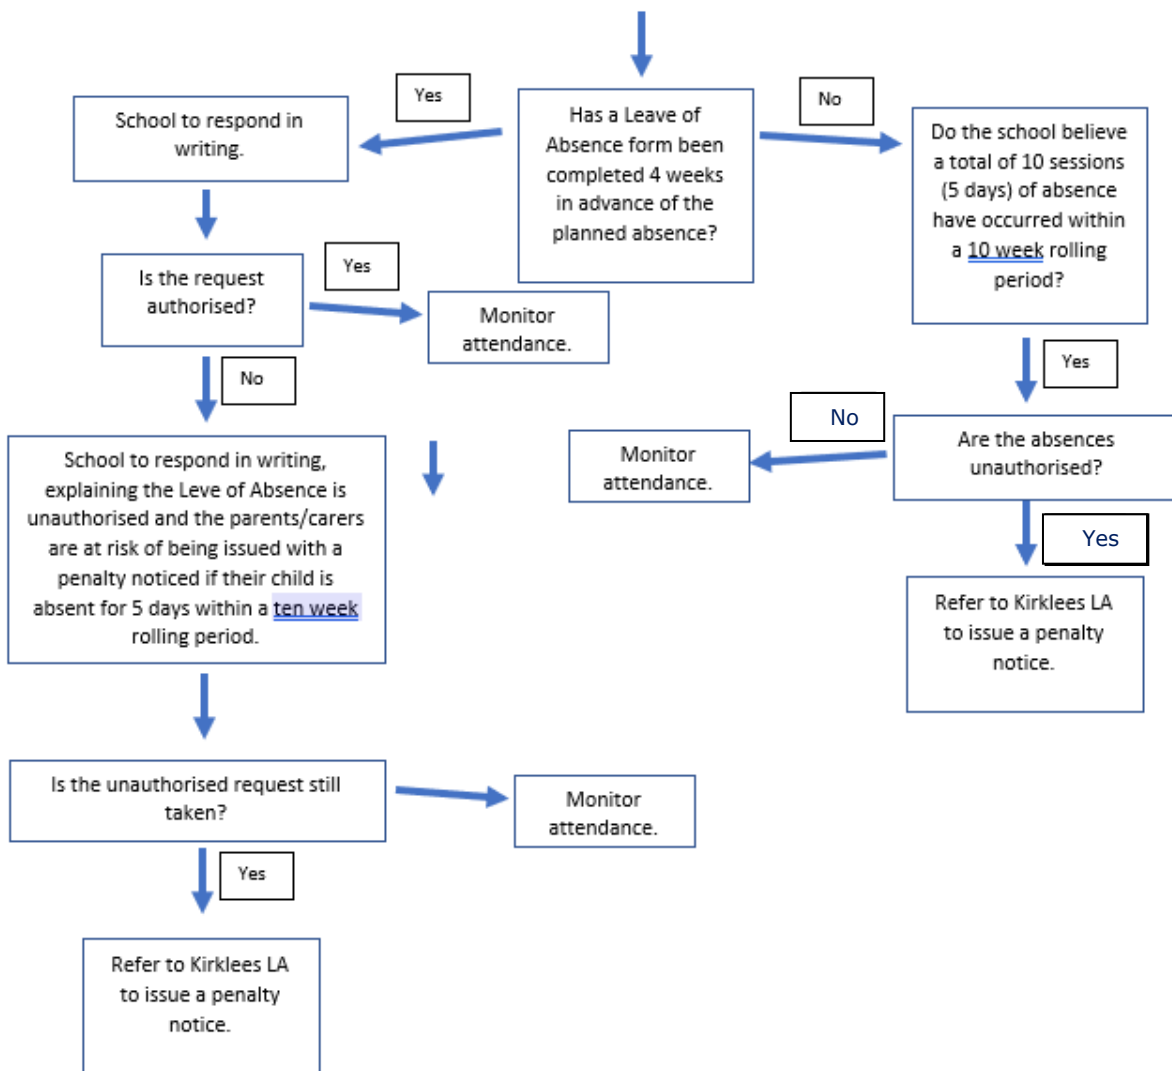 Yes
Has a Leave of
Absence form been
completed 4 weeks
in advance of the
planned absence?
No
School to respond in
writing.
Do the school believe
a total of 10 sessions
(5 days) of absence
have occurred within
a 10 week rolling
period?
Is the request
authorised?
Yes
Monitor
attendance.
No
Yes
No
Are the absences
unauthorised?
Monitor
attendance.
School to respond in writing,
explaining the Leve of Absence is
unauthorised and the parents/carers
are at risk of being issued with a
penalty noticed if their child is
absent for 5 days within a ten week
rolling period.
Yes
Refer to Kirklees LA
to issue a penalty
notice.
Is the unauthorised request still
taken?
Monitor
attendance.
Yes
Refer to Kirklees LA
to issue a penalty
notice.